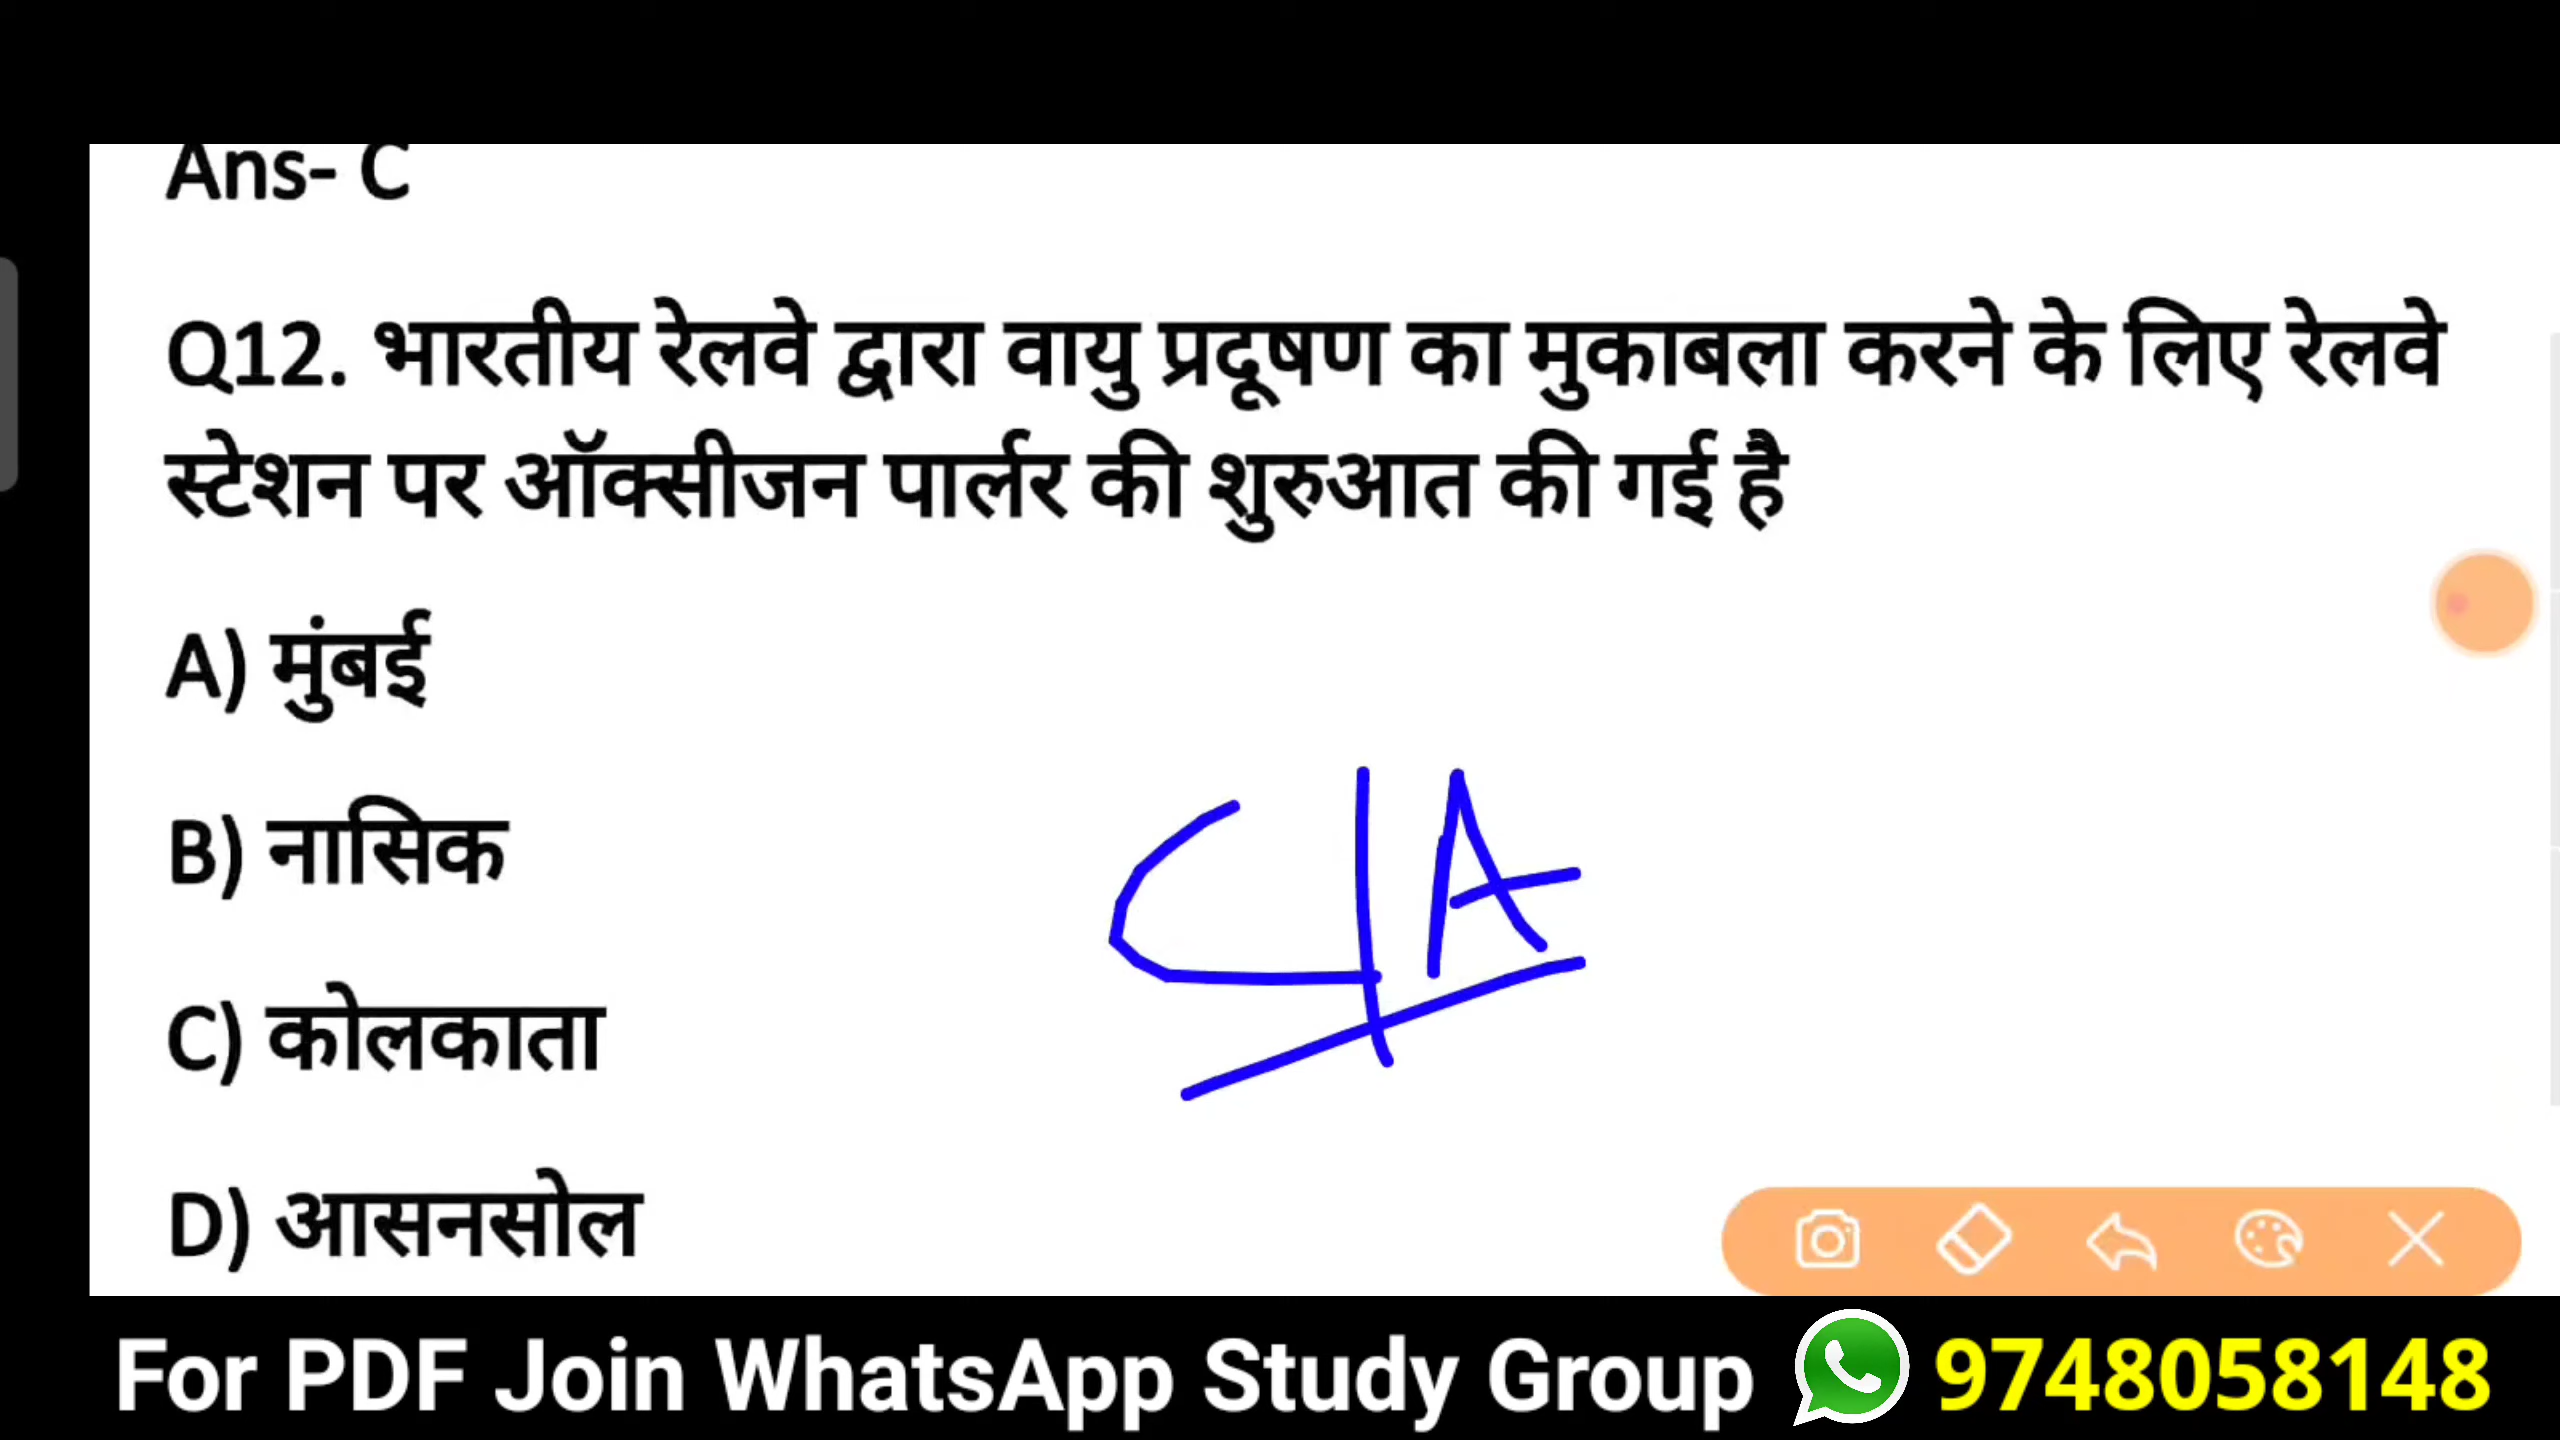 Ans- C
Q12. भारतीय रेलवे द्वारा वायु प्रदूषण का मुकाबला करने के लिए रेलवे
स्टेशन पर ऑक्सीजन पार्लर की शुरुआत की गई है
A) मुंबई
B) नासिक
C) कोलकाता
D) आसनसोल
C|A
For PDF Join WhatsApp Study Group 9748058148